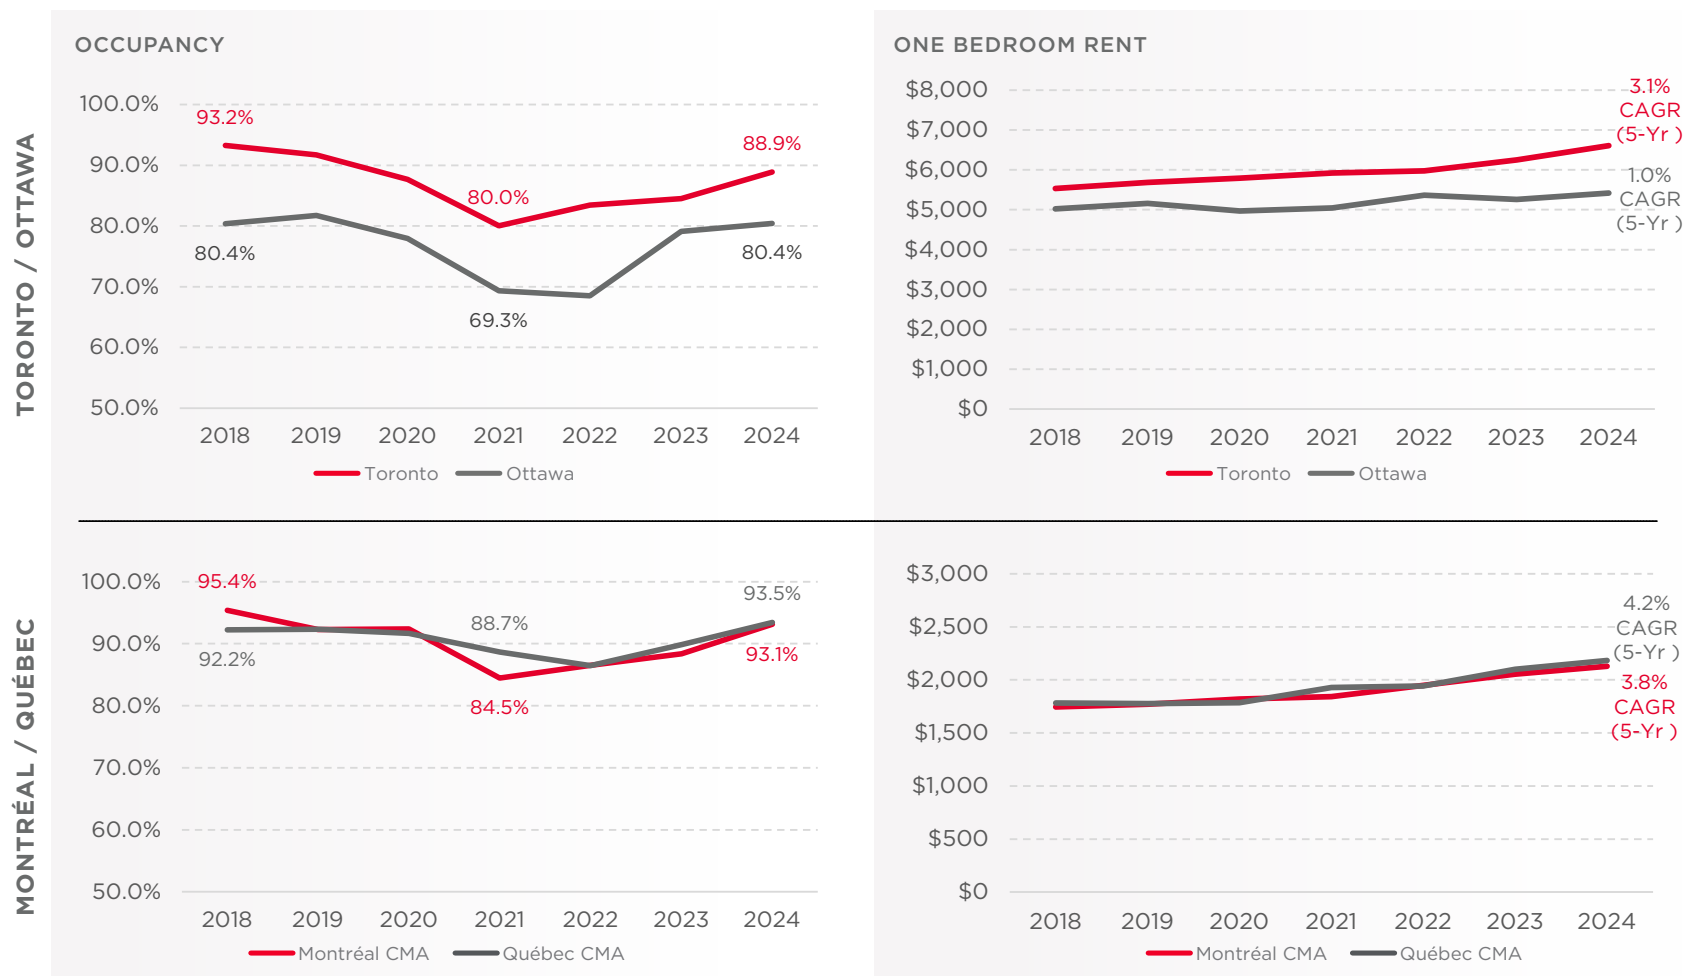 TORONTO / OTTAWA
OCCUPANCY
100.0%
90.0%
80.0%
70.0%
60.0%
50.0%
93.2%
80.0%
88.9%
80.4%
69.3%
80.4%
2018 2019 2020 2021 2022 2023 2024
Toronto Ottawa
ONE BEDROOM RENT
$8,000
$7,000
$6,000
$5,000
$4,000
$3,000
$2,000
$1,000
$0
3.1%
CAGR
(5-Yr )
1.0%
CAGR
(5-Yr )
2018 2019 2020 2021 2022 2023 2024
Toronto Ottawa
MONTRÉAL / QUÉBEC
100.0%
90.0%
80.0%
70.0%
60.0%
50.0%
95.4%
92.2%
88.7%
84.5%
93.5%
93.1%
2018 2019 2020 2021 2022 2023 2024
Montréal CMA Québec CMA
$3,000
$2,500
$2,000
$1,500
$1,000
$500
$0
4.2%
CAGR
(5-Yr )
3.8%
CAGR
(5-Yr )
2018 2019 2020 2021 2022 2023 2024
Montréal CMA Québec CMA